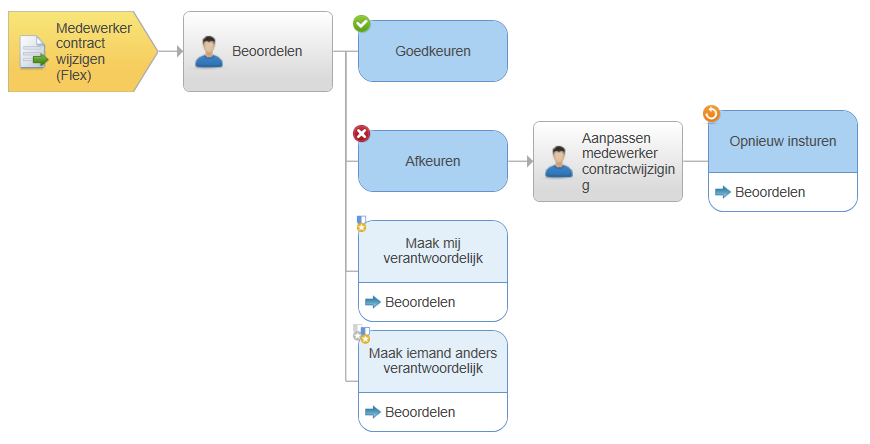 Medewerker
contract
wijzigen
(Flex)
Beoordelen
Goedkeuren
Afkeuren
Aanpassen
medewerker
contractwijzigin
g
Opnieuw insturen
Beoordelen
Maak mij
verantwoordelijk
Beoordelen
Maak iemand anders
verantwoordelijk
Beoordelen